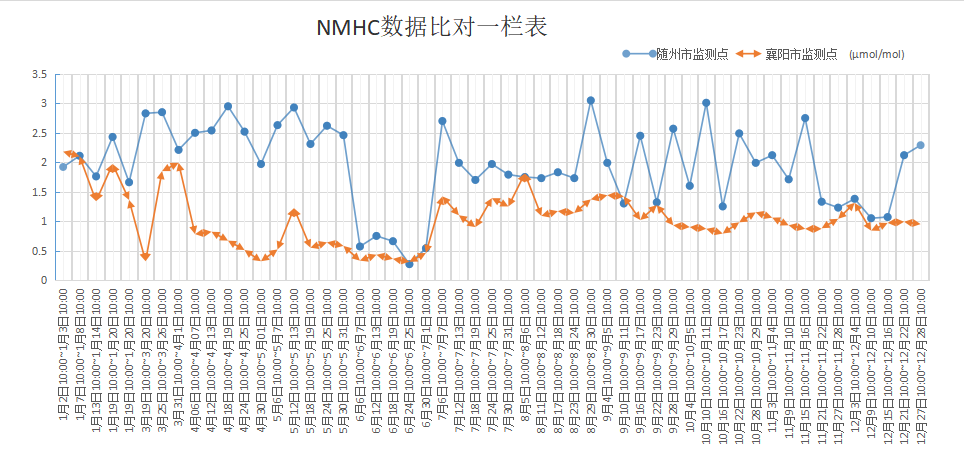 NMHC数据比对一栏表
随州市监测点 襄阳市监测点 (μmol/mol)
3.5
3
2.5
2
1.5
1
0.5
0
1月2日10:00~1月3日10:00
1月7日10:00~1月8日10:00
1月13日10:00~1月14日10:00
1月19日10:00~1月20日10:00
1月19日10:00~1月20日10:00
3月19日10:00~3月20日10:00
3月25日10:00~3月26日10:00
3月31日10:00~4月1日10:00
4月06日10:00~4月07日10:00
4月12日10:00~4月13日10:00
4月18日10:00~4月19日10:00
4月24日10:00~4月25日10:00
4月30日10:00~5月01日10:00
5月6日10:00~5月17日10:00
5月12日10:00~5月13日10:00
5月18日10:00~5月19日10:00
5月24日10:00~5月25日10:00
5月30日10:00~5月31日10:00
6月6日10:00~6月17日10:00
6月12日10:00~6月13日10:00
6月18日10:00~6月19日10:00
6月24日10:00~6月25日10:00
6月30日10:00~7月1日10:00
7月6日10:00~7月17日10:00
7月12日10:00~7月13日10:00
7月18日10:00~7月19日10:00
7月24日10:00~7月25日10:00
7月30日10:00~7月31日10:00
8月5日10:00~8月16日10:00
8月11日10:00~8月12日10:00
8月17日10:00~8月18日10:00
8月23日10:00~8月24日10:00
8月29日10:00~8月30日10:00
9月4日10:00~9月5日10:00
9月10日10:00~9月11日10:00
9月16日10:00~9月17日10:00
9月22日10:00~9月23日10:00
9月28日10:00~9月29日10:00
10月4日10:00~10月5日10:00
10月10日10:00~10月11日10:00
10月16日10:00~10月17日10:00
10月22日10:00~10月23日10:00
10月28日10:00~10月29日10:00
11月3日10:00~11月14日10:00
11月9日10:00~11月10日10:00
11月15日10:00~11月16日10:00
11月21日10:00~11月22日10:00
11月27日10:00~11月28日10:00
12月3日10:00~12月4日10:00
12月9日10:00~12月10日10:00
12月15日10:00~12月16日10:00
12月21日10:00~12月22日10:00
12月27日10:00~12月28日10:00